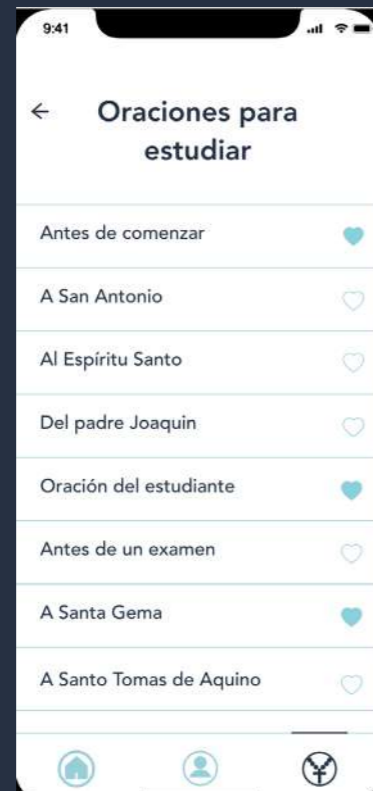 9:41
Oraciones para
estudiar
Antes de comenzar
A San Antonio
Al Espíritu Santo
Del padre Joaquin
Oración del estudiante
Antes de un examen
A Santa Gema
A Santo Tomas de Aquino